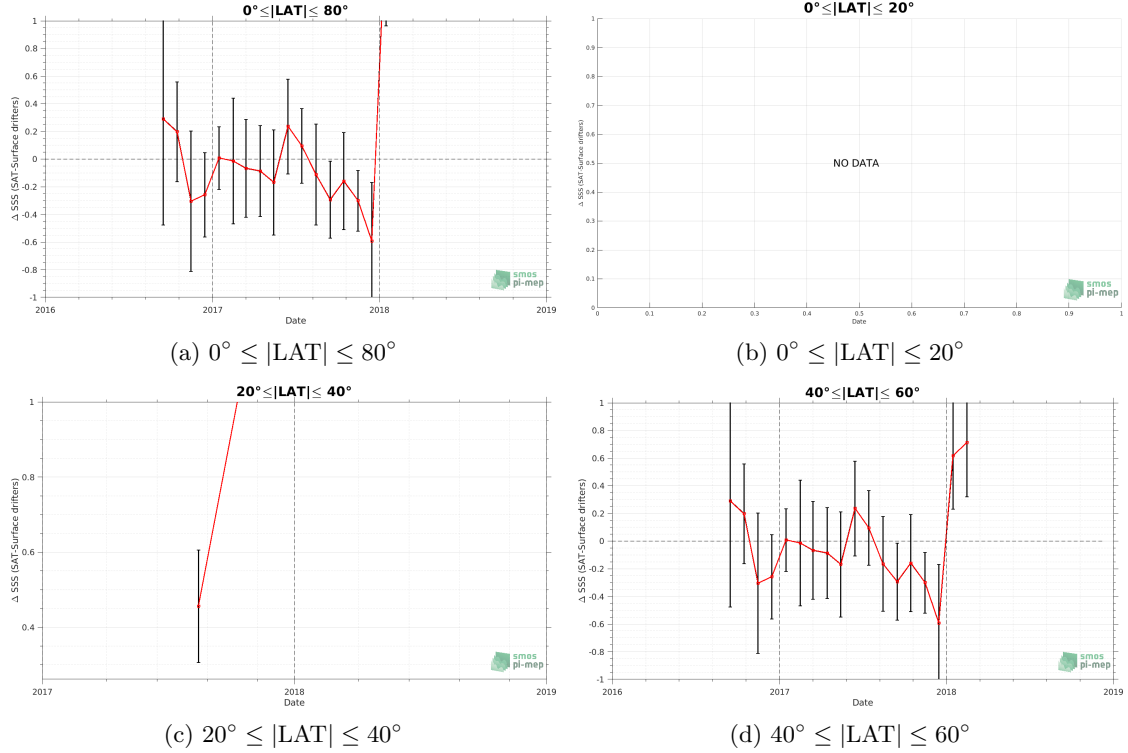 0°≤|LAT|≤ 80°
1
0.8
0.6
0.4
0.2
0
-0.2
-0.4
-0.6
-0.8
-1
Δ SSS (SAT-Surface drifters)
2016
2017
2018
2019
Date
smos
pi-mep
(a) 0° ≤ |LAT| ≤ 80°
0°≤|LAT|≤ 20°
1
0.9
0.8
0.7
0.6
0.5
0.4
0.3
0.2
0.1
0
Δ SSS (SAT-Surface drifters)
NO DATA
0
0.1
0.2
0.3
0.4
0.5
0.6
0.7
0.8
0.9
1
Date
smos
pi-mep
(b) 0° ≤ |LAT| ≤ 20°
20°≤|LAT|≤ 40°
1
0.8
0.6
0.4
Δ SSS (SAT-Surface drifters)
2017
2018
2019
Date
smos
pi-mep
(c) 20° ≤ |LAT| ≤ 40°
40°≤|LAT|≤ 60°
1
0.8
0.6
0.4
0.2
0
-0.2
-0.4
-0.6
-0.8
-1
Δ SSS (SAT-Surface drifters)
2016
2017
2018
2019
Date
smos
pi-mep
(d) 40° ≤ |LAT| ≤ 60°